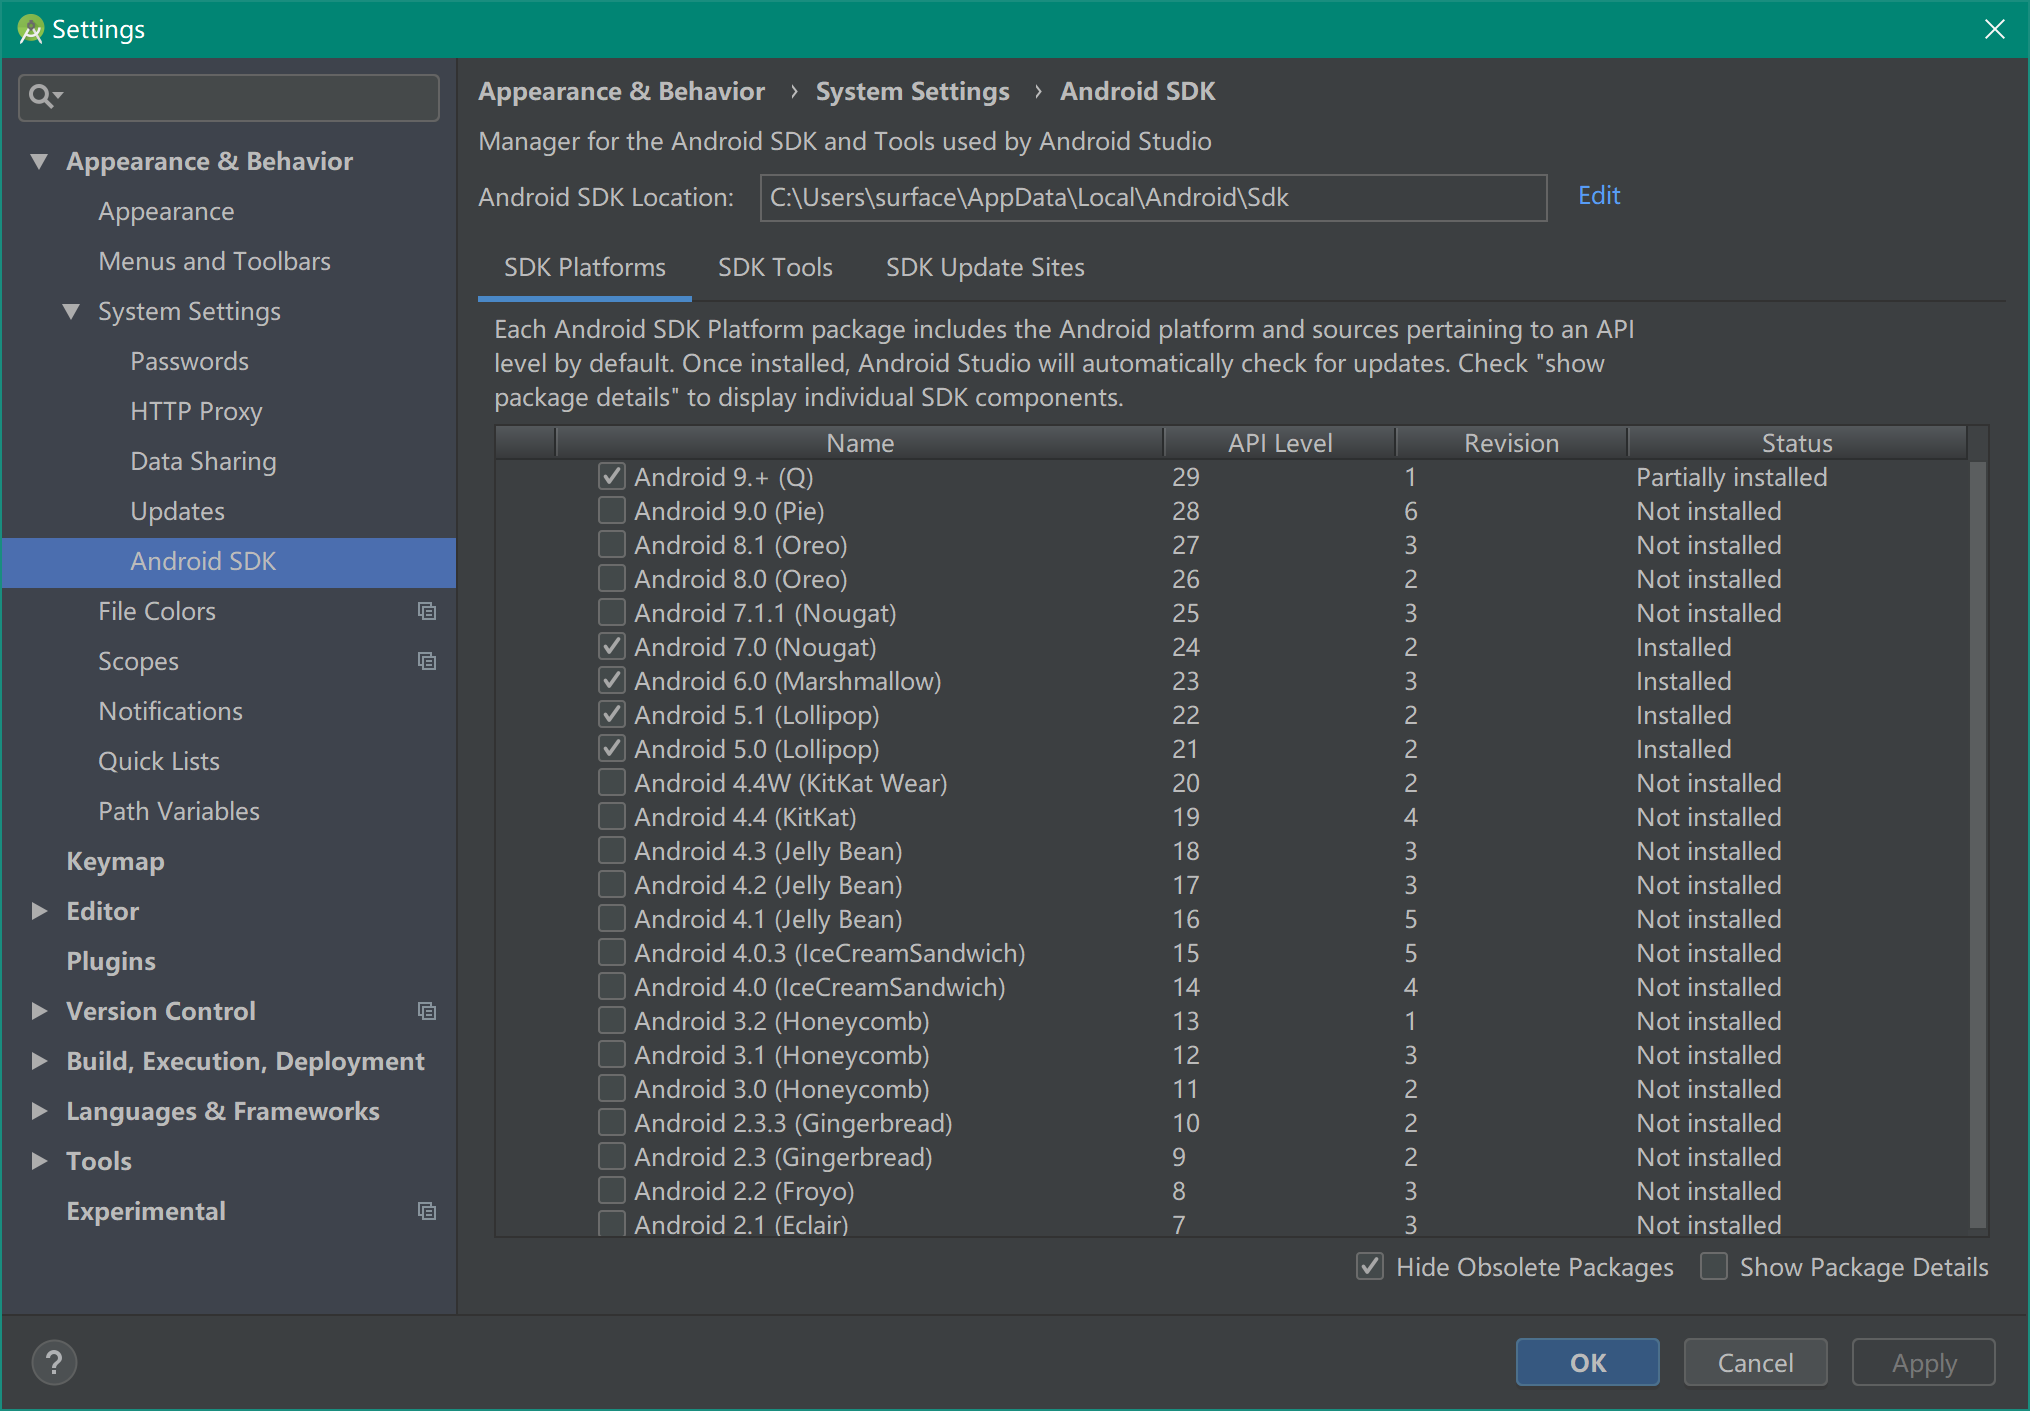 Settings
Appearance & Behavior
Appearance
Menus and Toolbars
System Settings
Passwords
HTTP Proxy
Data Sharing
Updates
Android SDK
File Colors
Scopes
Notifications
Quick Lists
Path Variables
Keymap
Editor
Plugins
Version Control
Build, Execution, Deployment
Languages & Frameworks
Tools
Experimental
Appearance & Behavior › System Settings › Android SDK
Manager for the Android SDK and Tools used by Android Studio
Android SDK Location: C:\Users\surface\AppData\Local\Android\Sdk Edit
SDK Platforms SDK Tools SDK Update Sites
Each Android SDK Platform package includes the Android platform and sources pertaining to an API
level by default. Once installed, Android Studio will automatically check for updates. Check "show
package details" to display individual SDK components.
Name API Level Revision Status
Android 9.+ (Q) 29 1 Partially installed
Android 9.0 (Pie) 28 6 Not installed
Android 8.1 (Oreo) 27 3 Not installed
Android 8.0 (Oreo) 26 2 Not installed
Android 7.1.1 (Nougat) 25 3 Not installed
Android 7.0 (Nougat) 24 2 Installed
Android 6.0 (Marshmallow) 23 3 Installed
Android 5.1 (Lollipop) 22 2 Installed
Android 5.0 (Lollipop) 21 2 Installed
Android 4.4W (KitKat Wear) 20 2 Not installed
Android 4.4 (KitKat) 19 4 Not installed
Android 4.3 (Jelly Bean) 18 3 Not installed
Android 4.2 (Jelly Bean) 17 3 Not installed
Android 4.1 (Jelly Bean) 16 5 Not installed
Android 4.0.3 (IceCreamSandwich) 15 5 Not installed
Android 4.0 (IceCreamSandwich) 14 4 Not installed
Android 3.2 (Honeycomb) 13 1 Not installed
Android 3.1 (Honeycomb) 12 3 Not installed
Android 3.0 (Honeycomb) 11 2 Not installed
Android 2.3.3 (Gingerbread) 10 2 Not installed
Android 2.3 (Gingerbread) 9 2 Not installed
Android 2.2 (Froyo) 8 3 Not installed
Android 2.1 (Eclair) 7 3 Not installed
Hide Obsolete Packages Show Package Details
? OK Cancel Apply